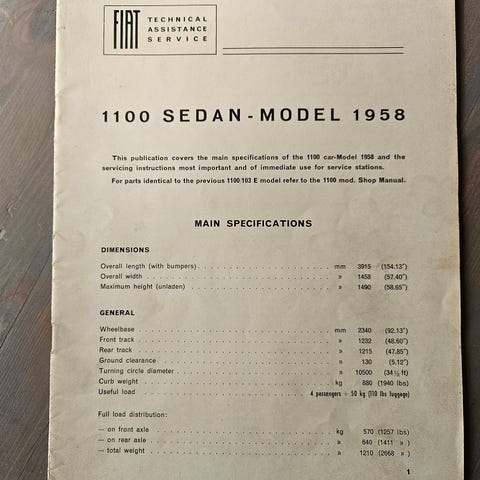 FIAT
TECHNICAL
ASSISTANCE
SERVICE
1100 SEDAN - MODEL 1958
This publication covers the main specifications of the 1100 car-Model 1958 and the
servicing instructions most important and of immediate use for service stations.
For parts identical to the previous 1100/103 E model refer to the 1100 mod. Shop Manual.
MAIN SPECIFICATIONS
DIMENSIONS
Overall length (with bumpers) . . . mm 3915 (154.13")
Overall width . . . » 1458 (57.40")
Maximum height (unladen) . . . » 1490 (58.65")
GENERAL
Wheelbase . . . mm 2340 (92.13")
Front track . . . » 1232 (48.60")
Rear track . . . » 1215 (47.85")
Ground clearance . . . » 130 (5.12")
Turning circle diameter . . . » 10500 (34½ ft)
Curb weight . . . kg 880 (1940 lbs)
Useful load . . . 4 passengers + 50 kg (110 lbs luggage)
Full load distribution:
— on front axle . . . kg 570 (1257 lbs)
— on rear axle . . . » 640 (1411 » )
— total weight . . . » 1210 (2668 » )
1